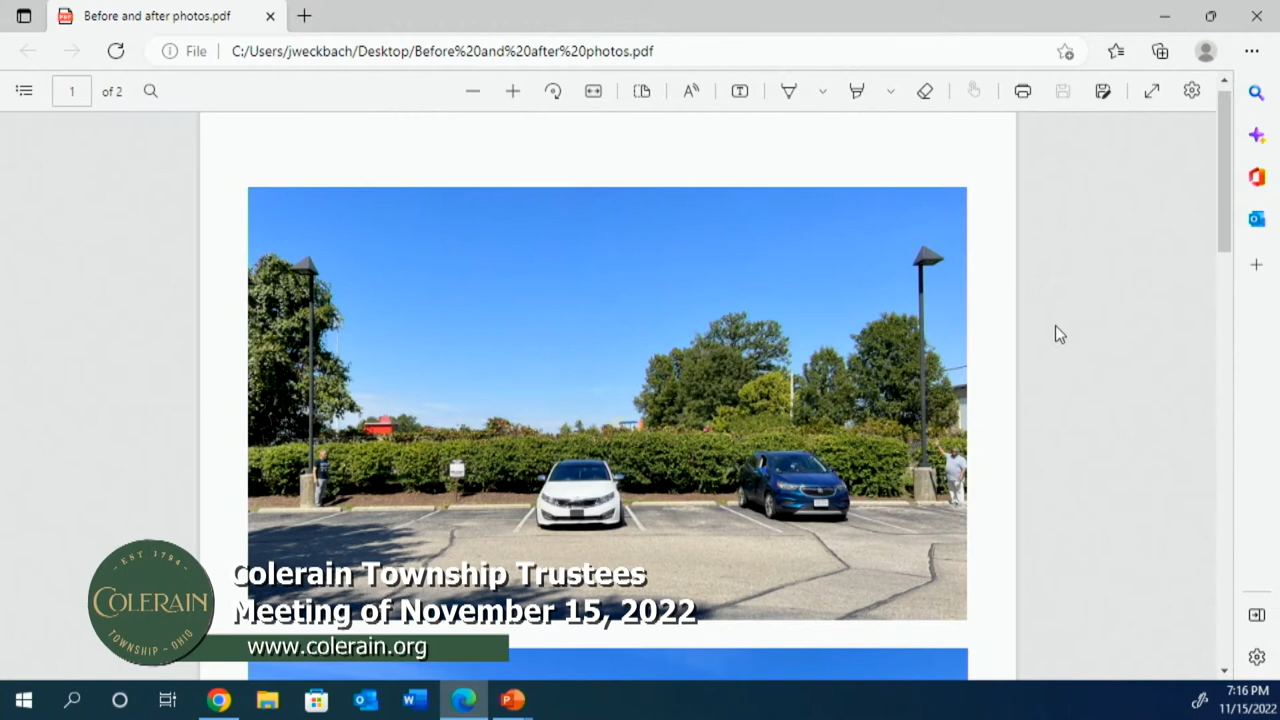 Before and after photos.pdf
File
C:/Users/jweckbach/Desktop/Before%20and%20after%20photos.pdf
1 of 2
EST 1794
COLERAIN
TOWNSHIP - OHIO
Colerain Township Trustees
Meeting of November 15, 2022
www.colerain.org
7:16 PM
11/15/2022